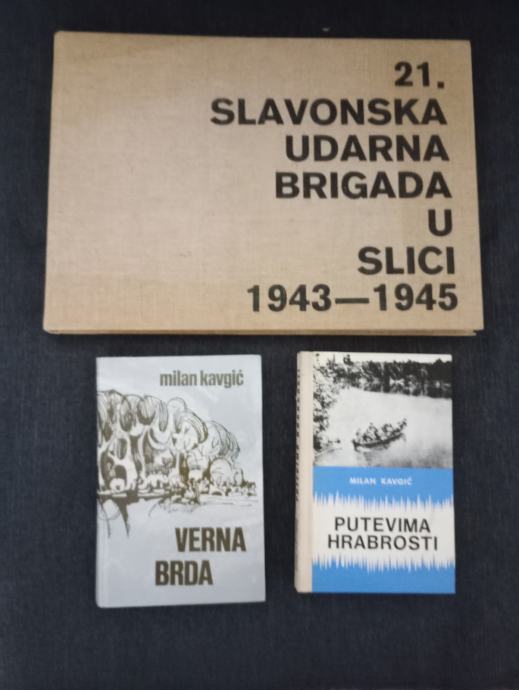 21.
SLAVONSKA
UDARNA
BRIGADA
U
SLICI
1943—1945
milan kavgić
VERNA
BRDA
MILAN KAVGIĆ
PUTEVIMA
HRABROSTI